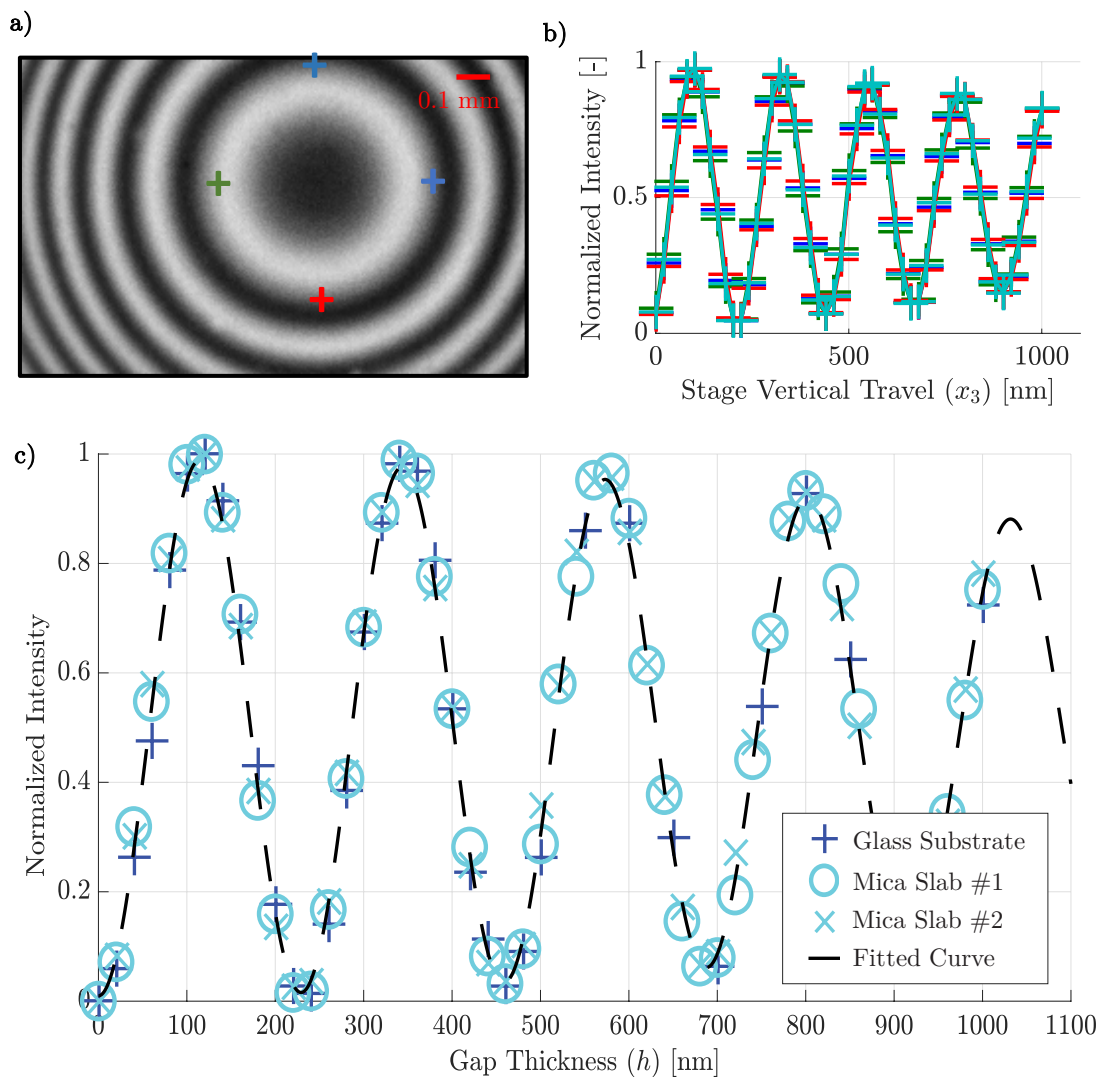 a)
0.1 mm
b)
Normalized Intensity [-]
1
0.5
0
0
500
1000
Stage Vertical Travel (x₃) [nm]
c)
Normalized Intensity
1
0.8
0.6
0.4
0.2
0
0
100
200
300
400
500
600
700
800
900
1000
1100
Gap Thickness (h) [nm]
Glass Substrate
Mica Slab #1
Mica Slab #2
Fitted Curve